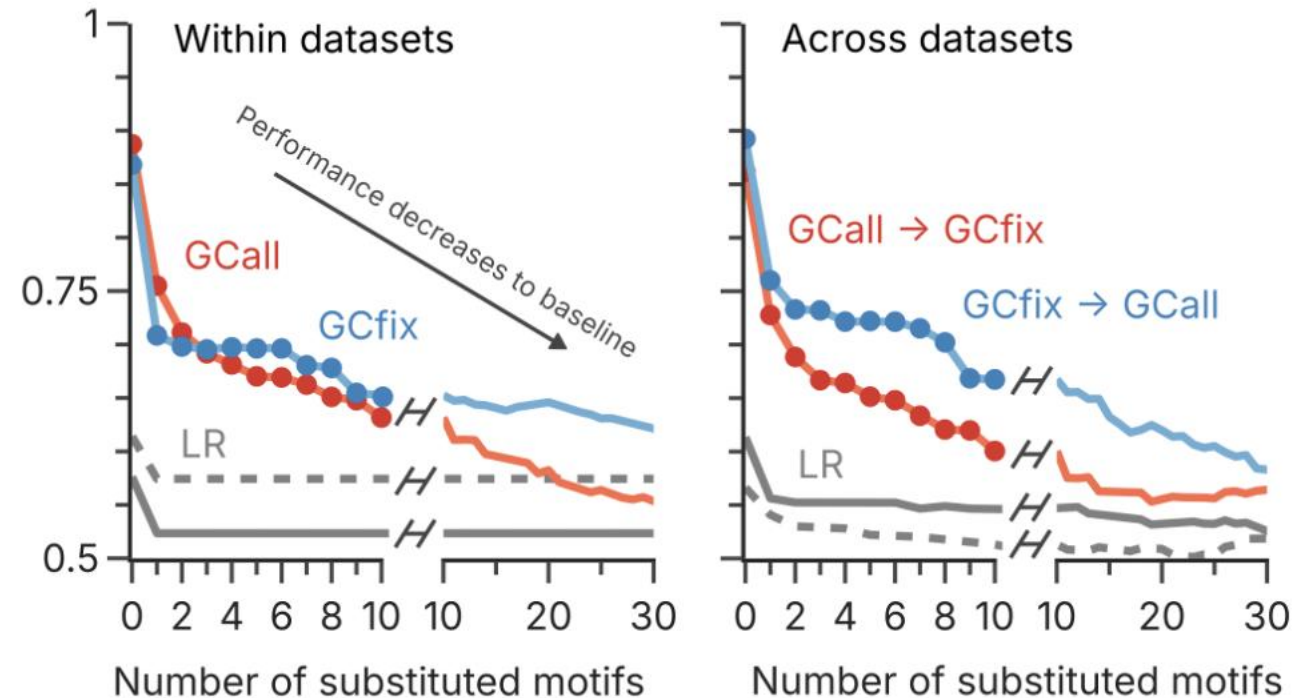 Within datasets
Across datasets
1
0.75
0.5
Performance decreases to baseline
GCall
GCfix
LR
GCall → GCfix
GCfix → GCall
LR
0 2 4 6 8 10 10 20 30
0 2 4 6 8 10 10 20 30
Number of substituted motifs
Number of substituted motifs